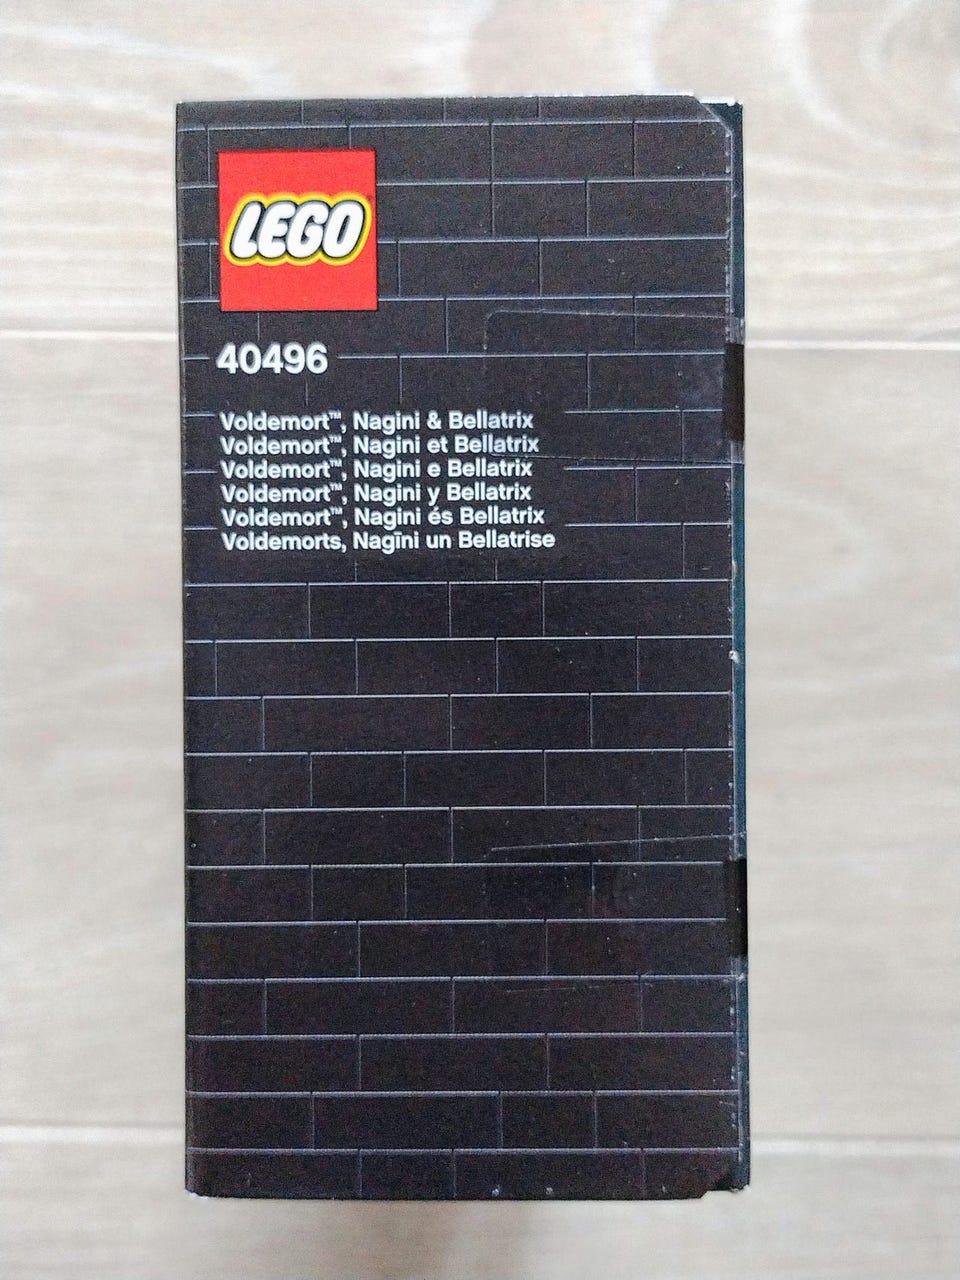 LEGO
40496
Voldemort™, Nagini & Bellatrix
Voldemort™, Nagini et Bellatrix
Voldemort™, Nagini e Bellatrix
Voldemort™, Nagini y Bellatrix
Voldemort™, Nagini és Bellatrix
Voldemorts, Nagīni un Bellatrise